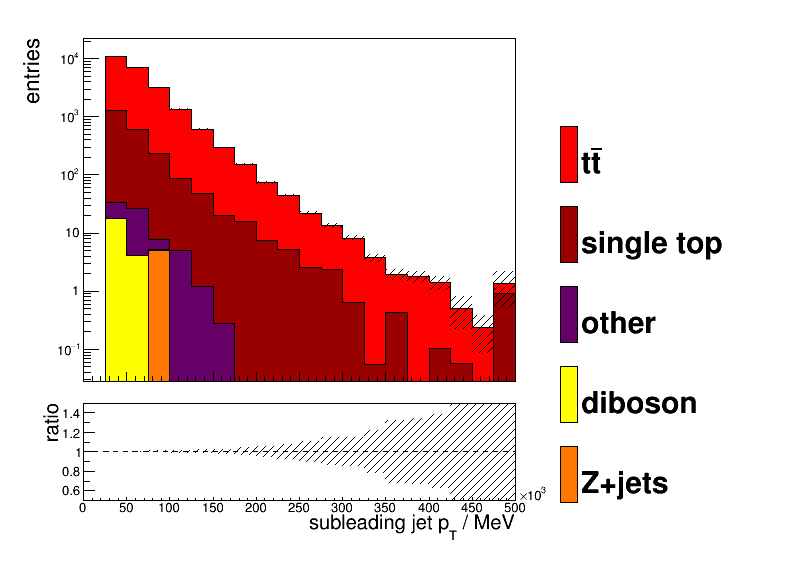 entries
10⁴
10³
10²
10
1
10⁻¹
tt̄
single top
other
diboson
Z+jets
ratio
1.4
1.2
1
0.8
0.6
0 50 100 150 200 250 300 350 400 450 500
×10³
subleading jet p_T / MeV